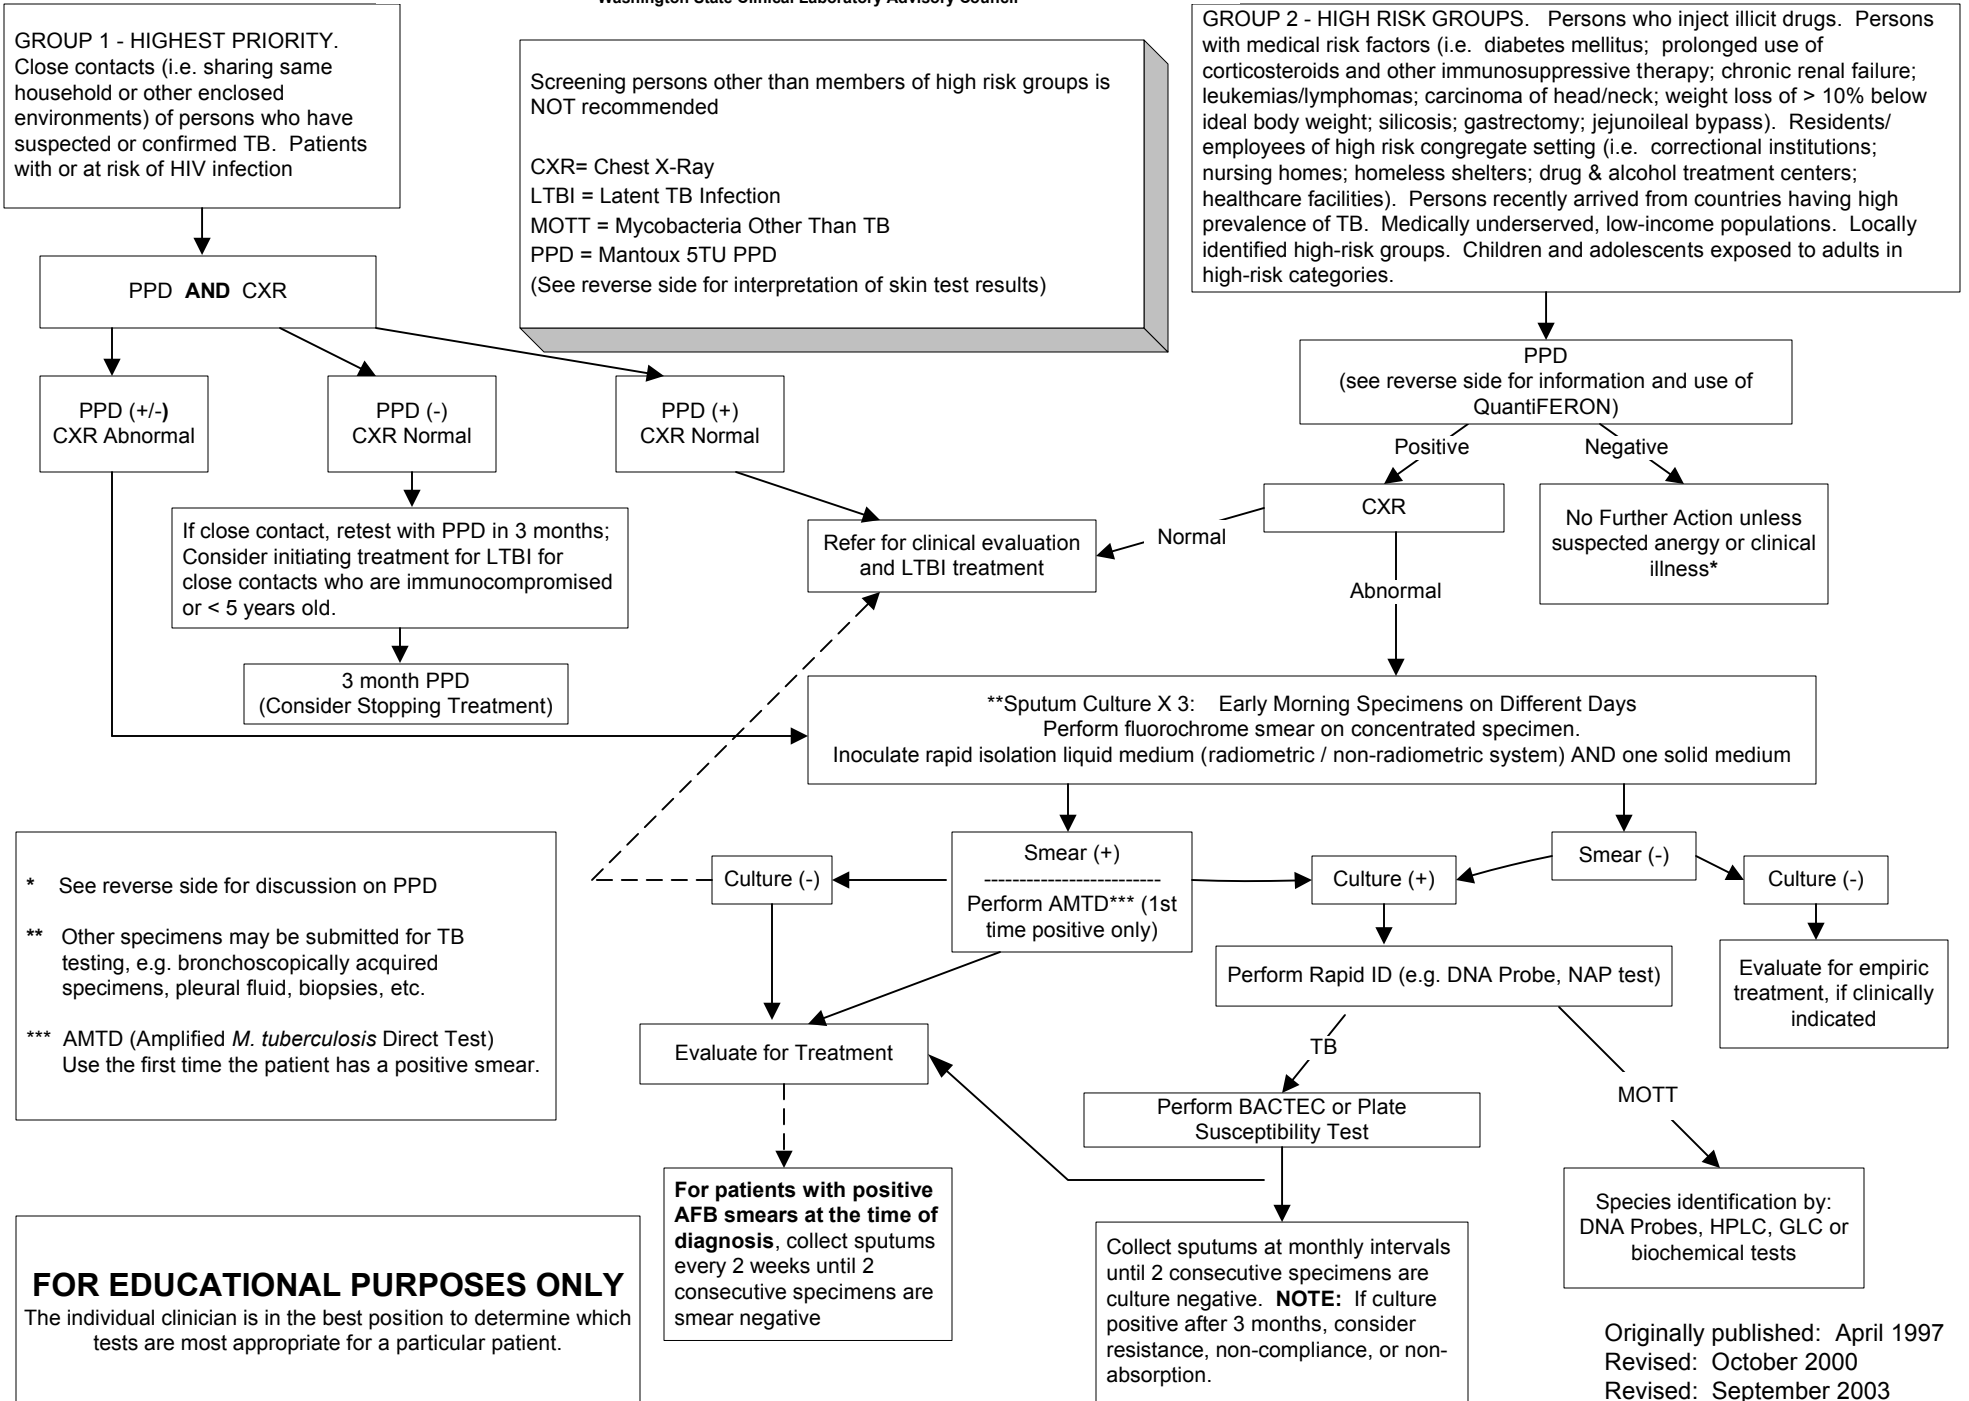 Washington State Clinical Laboratory Advisory Council
GROUP 1 - HIGHEST PRIORITY.
Close contacts (i.e. sharing same
household or other enclosed
environments) of persons who have
suspected or confirmed TB.  Patients
with or at risk of HIV infection
Screening persons other than members of high risk groups is
NOT recommended
CXR= Chest X-Ray
LTBI = Latent TB Infection
MOTT = Mycobacteria Other Than TB
PPD = Mantoux 5TU PPD
(See reverse side for interpretation of skin test results)
GROUP 2 - HIGH RISK GROUPS.   Persons who inject illicit drugs.  Persons
with medical risk factors (i.e.  diabetes mellitus;  prolonged use of
corticosteroids and other immunosuppressive therapy; chronic renal failure;
leukemias/lymphomas; carcinoma of head/neck; weight loss of > 10% below
ideal body weight; silicosis; gastrectomy; jejunoileal bypass).  Residents/
employees of high risk congregate setting (i.e.  correctional institutions;
nursing homes; homeless shelters; drug & alcohol treatment centers;
healthcare facilities).  Persons recently arrived from countries having high
prevalence of TB.  Medically underserved, low-income populations.  Locally
identified high-risk groups.  Children and adolescents exposed to adults in
high-risk categories.
PPD  AND  CXR
PPD
(see reverse side for information and use of
QuantiFERON)
PPD (+/-)
CXR Abnormal
PPD (-)
CXR Normal
PPD (+)
CXR Normal
Positive
Negative
CXR
No Further Action unless
suspected anergy or clinical
illness*
If close contact, retest with PPD in 3 months;
Consider initiating treatment for LTBI for
close contacts who are immunocompromised
or < 5 years old.
Refer for clinical evaluation
and LTBI treatment
Normal
Abnormal
3 month PPD
(Consider Stopping Treatment)
**Sputum Culture X 3:    Early Morning Specimens on Different Days
Perform fluorochrome smear on concentrated specimen.
Inoculate rapid isolation liquid medium (radiometric / non-radiometric system) AND one solid medium
Culture (-)
Smear (+)
-------------------------
Perform AMTD*** (1st
time positive only)
Culture (+)
Smear (-)
Culture (-)
*    See reverse side for discussion on PPD
**   Other specimens may be submitted for TB
testing, e.g. bronchoscopically acquired
specimens, pleural fluid, biopsies, etc.
***  AMTD (Amplified M. tuberculosis Direct Test)
Use the first time the patient has a positive smear.
Perform Rapid ID (e.g. DNA Probe, NAP test)
Evaluate for empiric
treatment, if clinically
indicated
Evaluate for Treatment
TB
MOTT
Perform BACTEC or Plate
Susceptibility Test
For patients with positive
AFB smears at the time of
diagnosis, collect sputums
every 2 weeks until 2
consecutive specimens are
smear negative
Species identification by:
DNA Probes, HPLC, GLC or
biochemical tests
Collect sputums at monthly intervals
until 2 consecutive specimens are
culture negative.  NOTE:  If culture
positive after 3 months, consider
resistance, non-compliance, or non-
absorption.
FOR EDUCATIONAL PURPOSES ONLY
The individual clinician is in the best position to determine which
tests are most appropriate for a particular patient.
Originally published:  April 1997
Revised:  October 2000
Revised:  September 2003